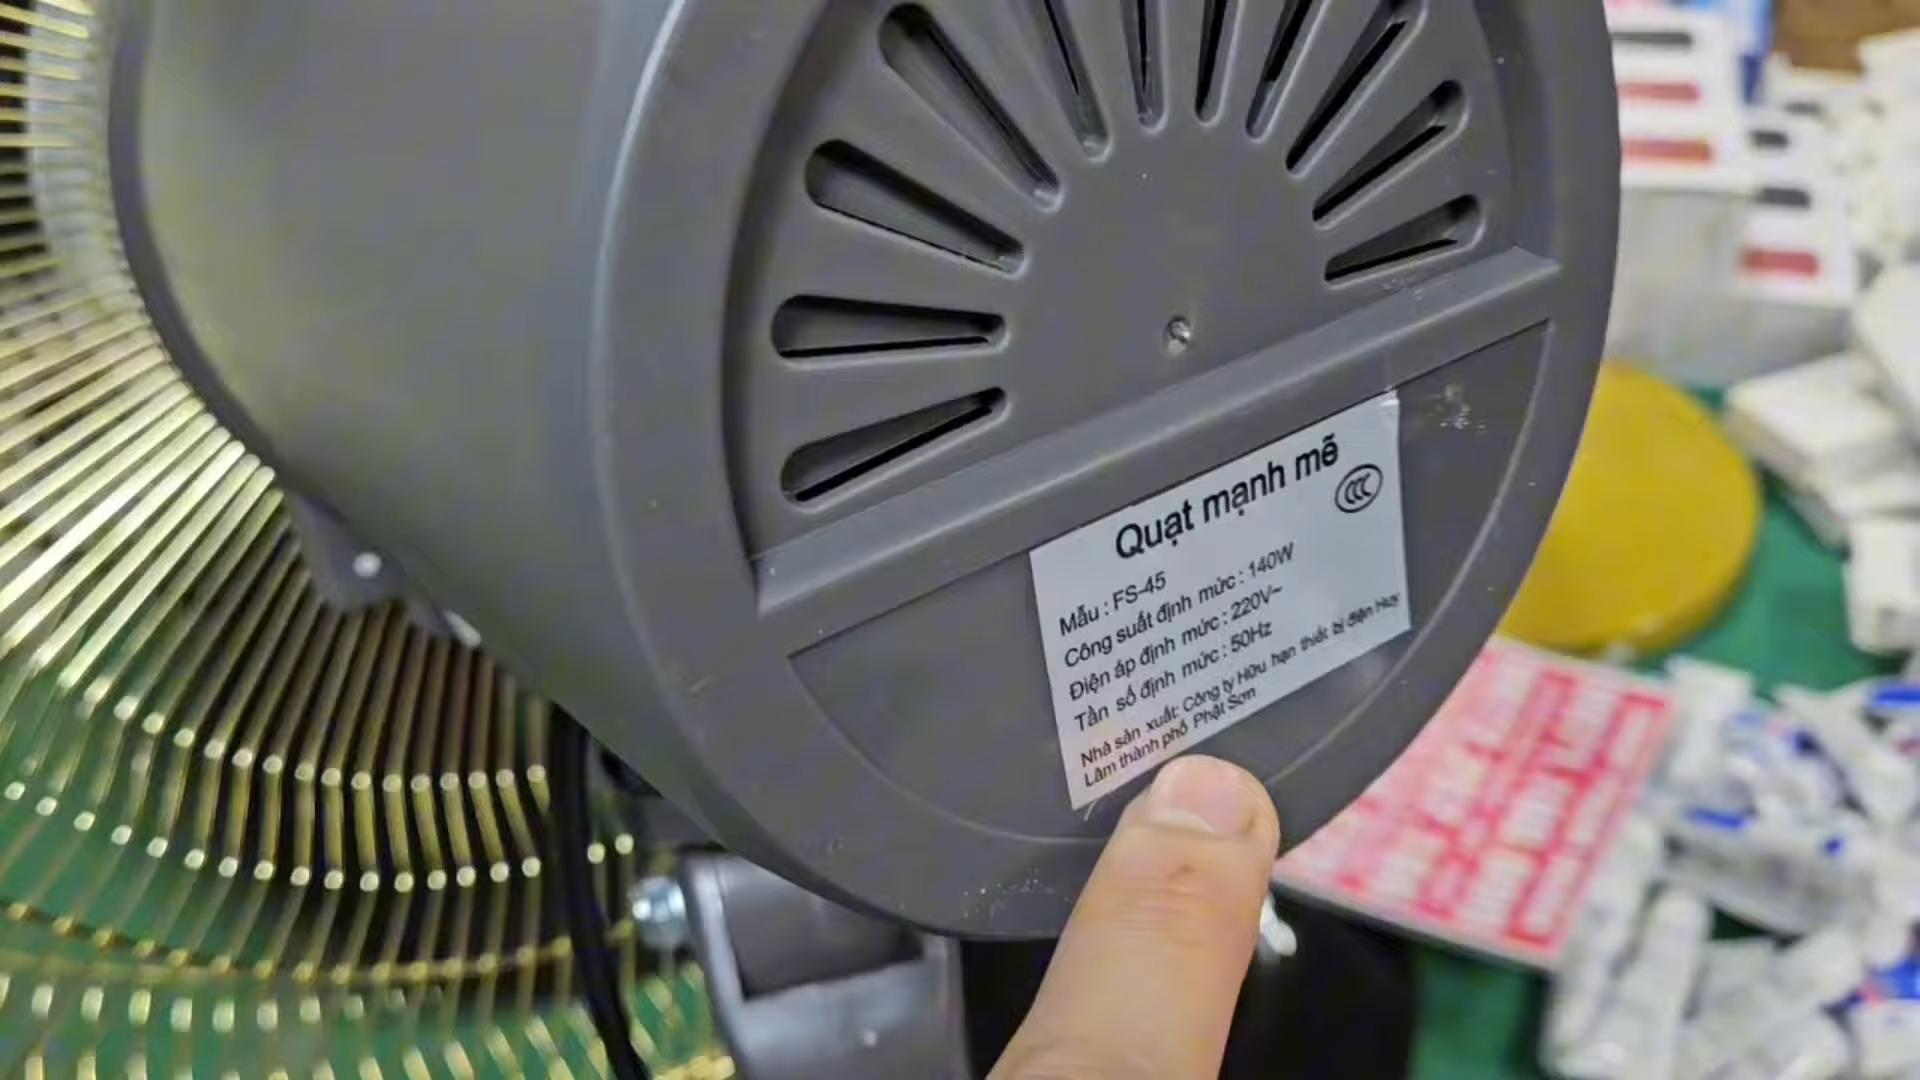 Quạt mạnh mẽ
CCC
Mẫu : FS-45
Công suất định mức : 140W
Điện áp định mức : 220V~
Tần số định mức : 50Hz
Nhà sản xuất: Công ty Hữu hạn thiết bị điện Huy
Lâm thành phố Phật Sơn